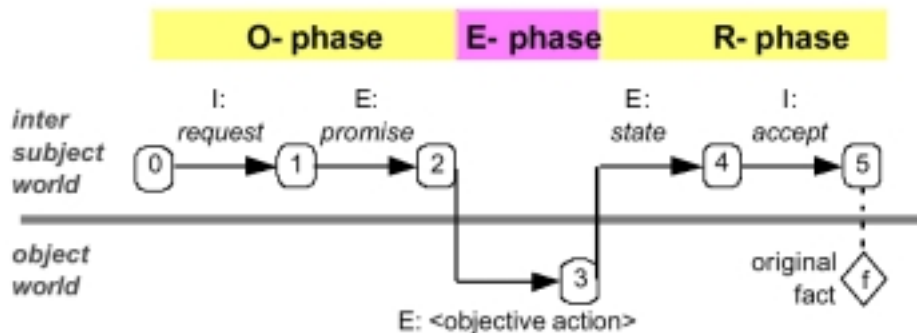 O- phase
E- phase
R- phase
I:
E:
E:
I:
inter
subject
world
request
promise
state
accept
0
1
2
4
5
object
world
3
original
fact
f
E: <objective action>